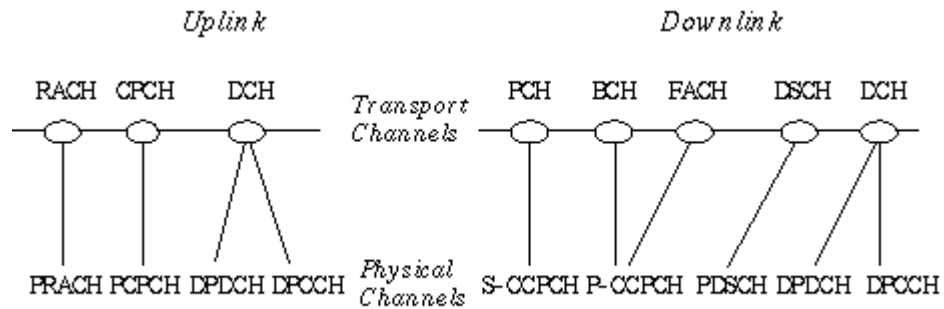 Uplink
Downlink
RACH CPCH DCH
Transport
Channels
PCH BCH FACH DSCH DCH
PRACH PCPCH DPDCH DPCCH
Physical
Channels
S-CCPCH P-CCPCH PDSCH DPDCH DPCCH